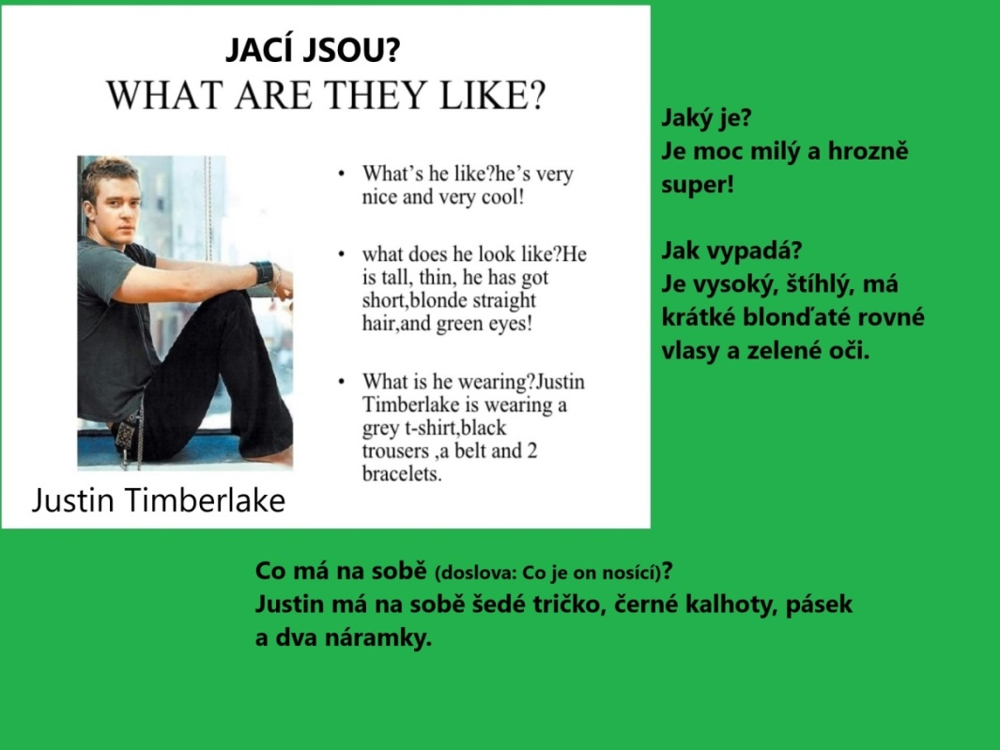 JACÍ JSOU?
WHAT ARE THEY LIKE?
• What's he like?he's very
nice and very cool!
• what does he look like?He
is tall, thin, he has got
short,blonde straight
hair,and green eyes!
• What is he wearing?Justin
Timberlake is wearing a
grey t-shirt,black
trousers ,a belt and 2
bracelets.
Justin Timberlake
Jaký je?
Je moc milý a hrozně
super!
Jak vypadá?
Je vysoký, štíhlý, má
krátké blonďaté rovné
vlasy a zelené oči.
Co má na sobě (doslova: Co je on nosící)?
Justin má na sobě šedé tričko, černé kalhoty, pásek
a dva náramky.